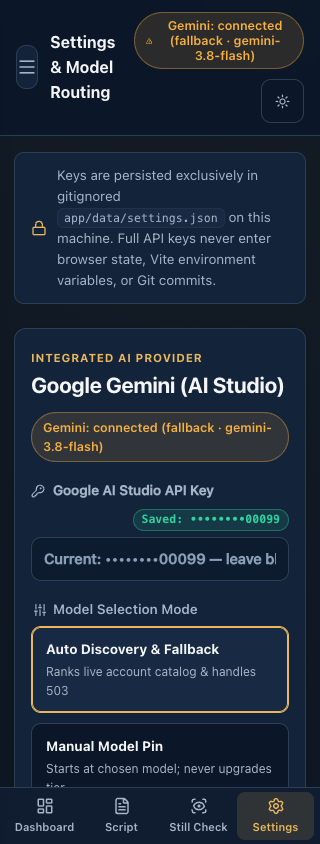 Settings
& Model
Routing
Gemini: connected
(fallback · gemini-
3.8-flash)
Keys are persisted exclusively in
gitignored
app/data/settings.json on this
machine. Full API keys never enter
browser state, Vite environment
variables, or Git commits.
INTEGRATED AI PROVIDER
Google Gemini (AI Studio)
Gemini: connected (fallback · gemini-
3.8-flash)
Google AI Studio API Key
Saved: ••••••••00099
Current: ••••••••00099 — leave bl
Model Selection Mode
Auto Discovery & Fallback
Ranks live account catalog & handles
503
Manual Model Pin
Starts at chosen model; never upgrades
Dashboard
Script
Still Check
Settings